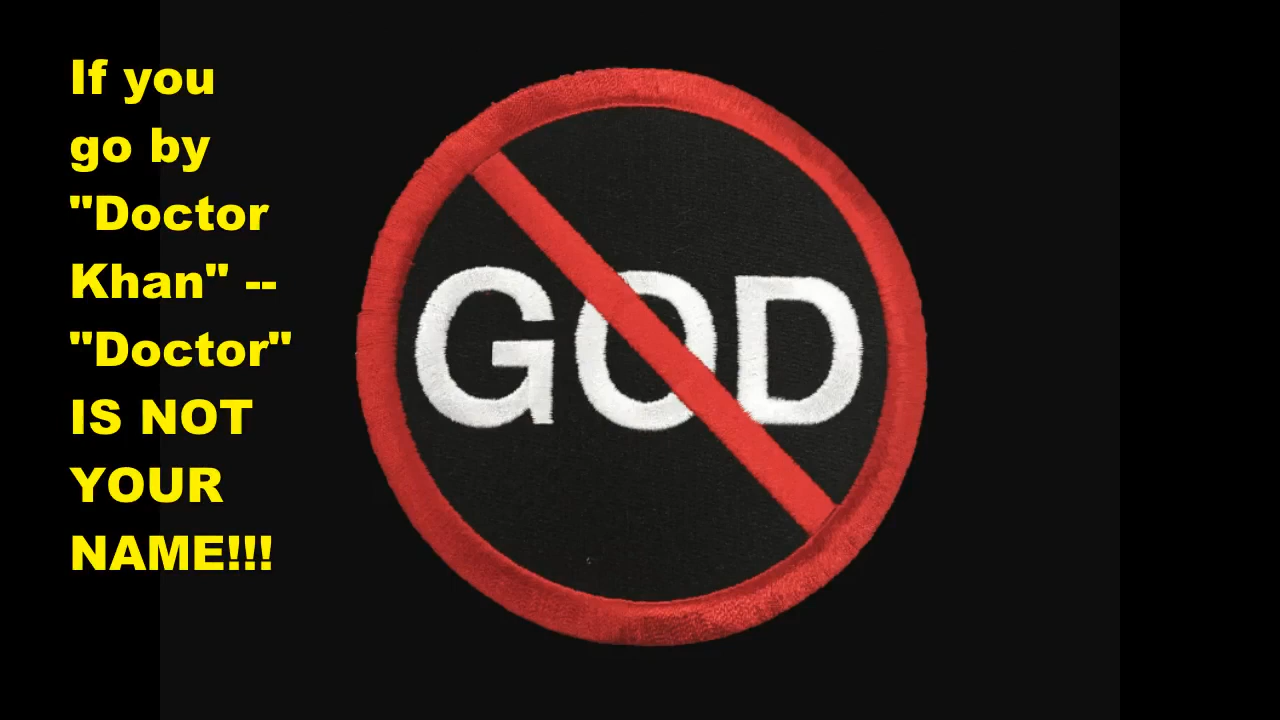 If you
go by
"Doctor
Khan" --
"Doctor"
IS NOT
YOUR
NAME!!!
GOD